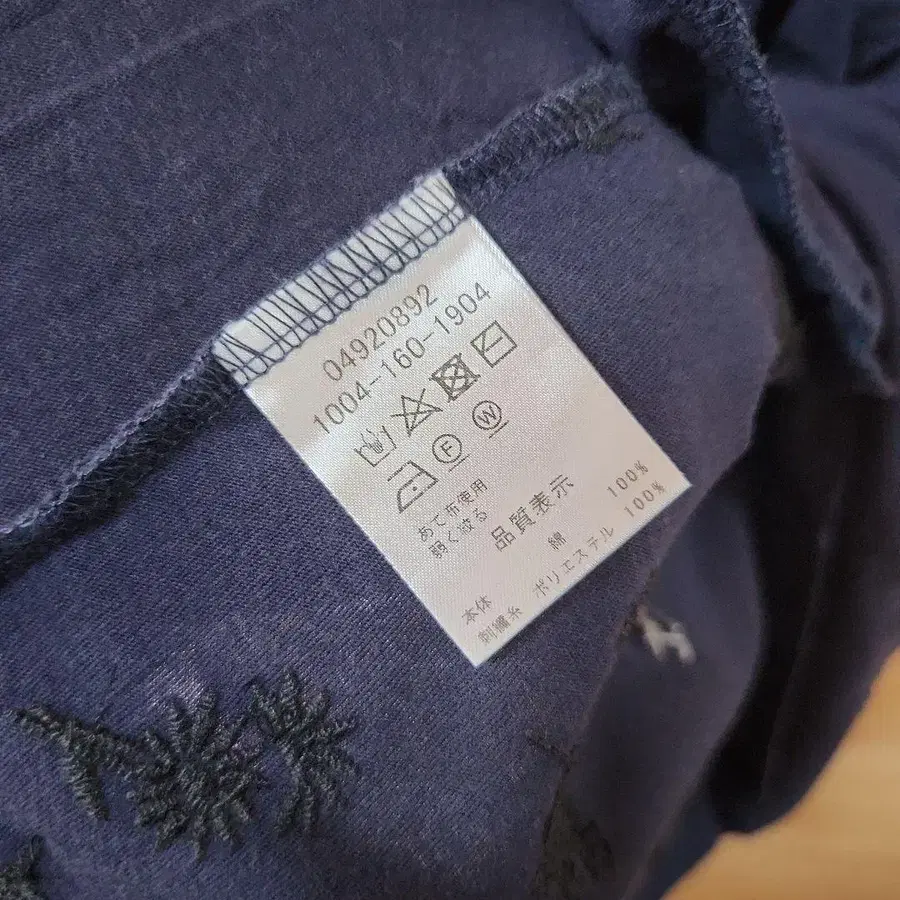 04920892
1004-160-1904
F W
あて布使用
弱く絞る
品質表示
本体 綿 100%
刺繍糸 ポリエステル 100%